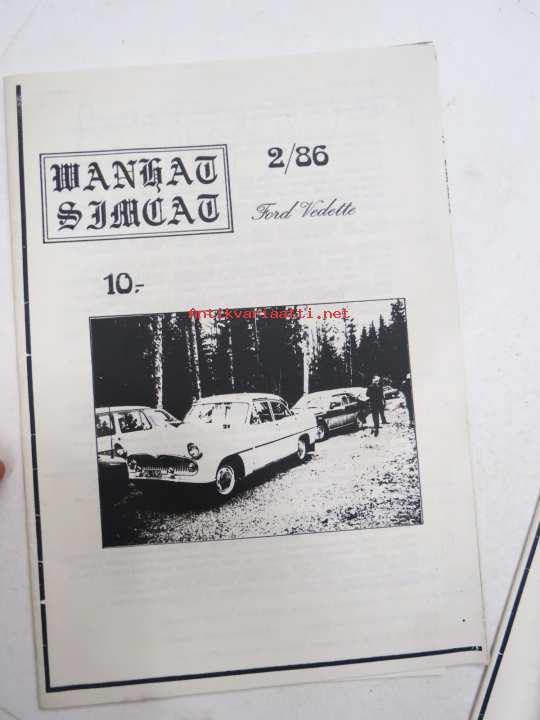 WANHAT
SIMCAT
2/86
Ford Vedette
10,-
Antikvariaatti.net